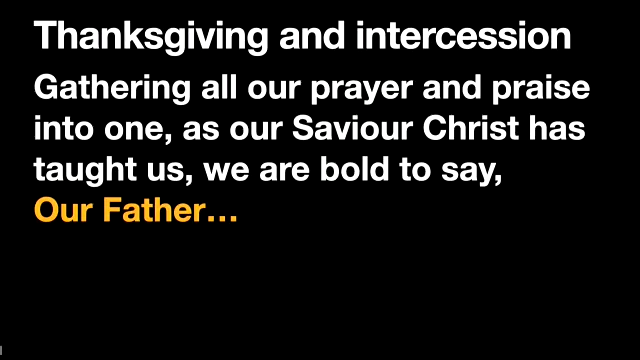 Thanksgiving and intercession
Gathering all our prayer and praise
into one, as our Saviour Christ has
taught us, we are bold to say,
Our Father…